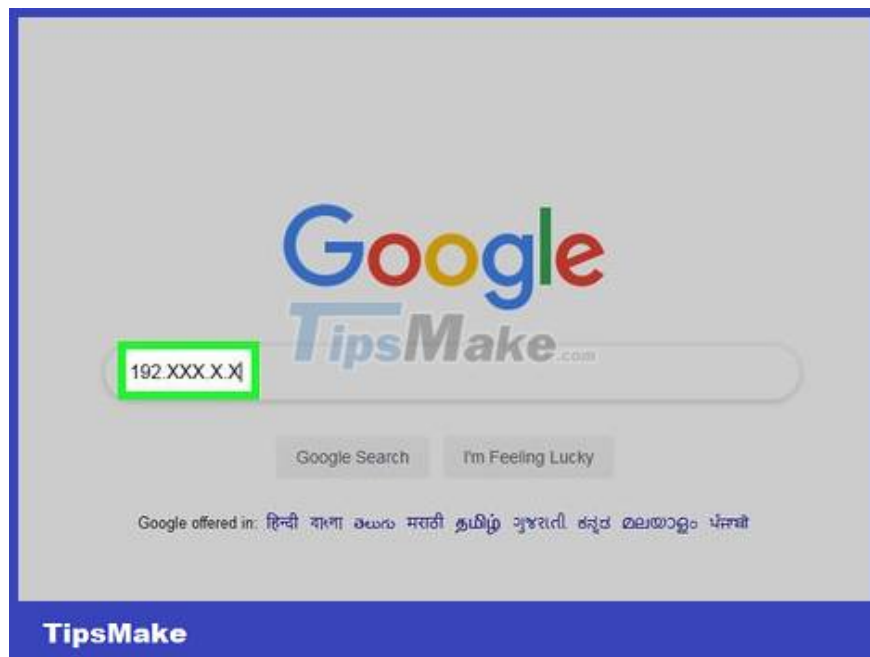 Google
TipsMake.com
192.XXX.X.X
Google Search
I'm Feeling Lucky
Google offered in: हिन्दी বাংলা తెలుగు मराठी தமிழ் ગુજરાતી ಕನ್ನಡ മലയാളം ਪੰਜਾਬੀ
TipsMake